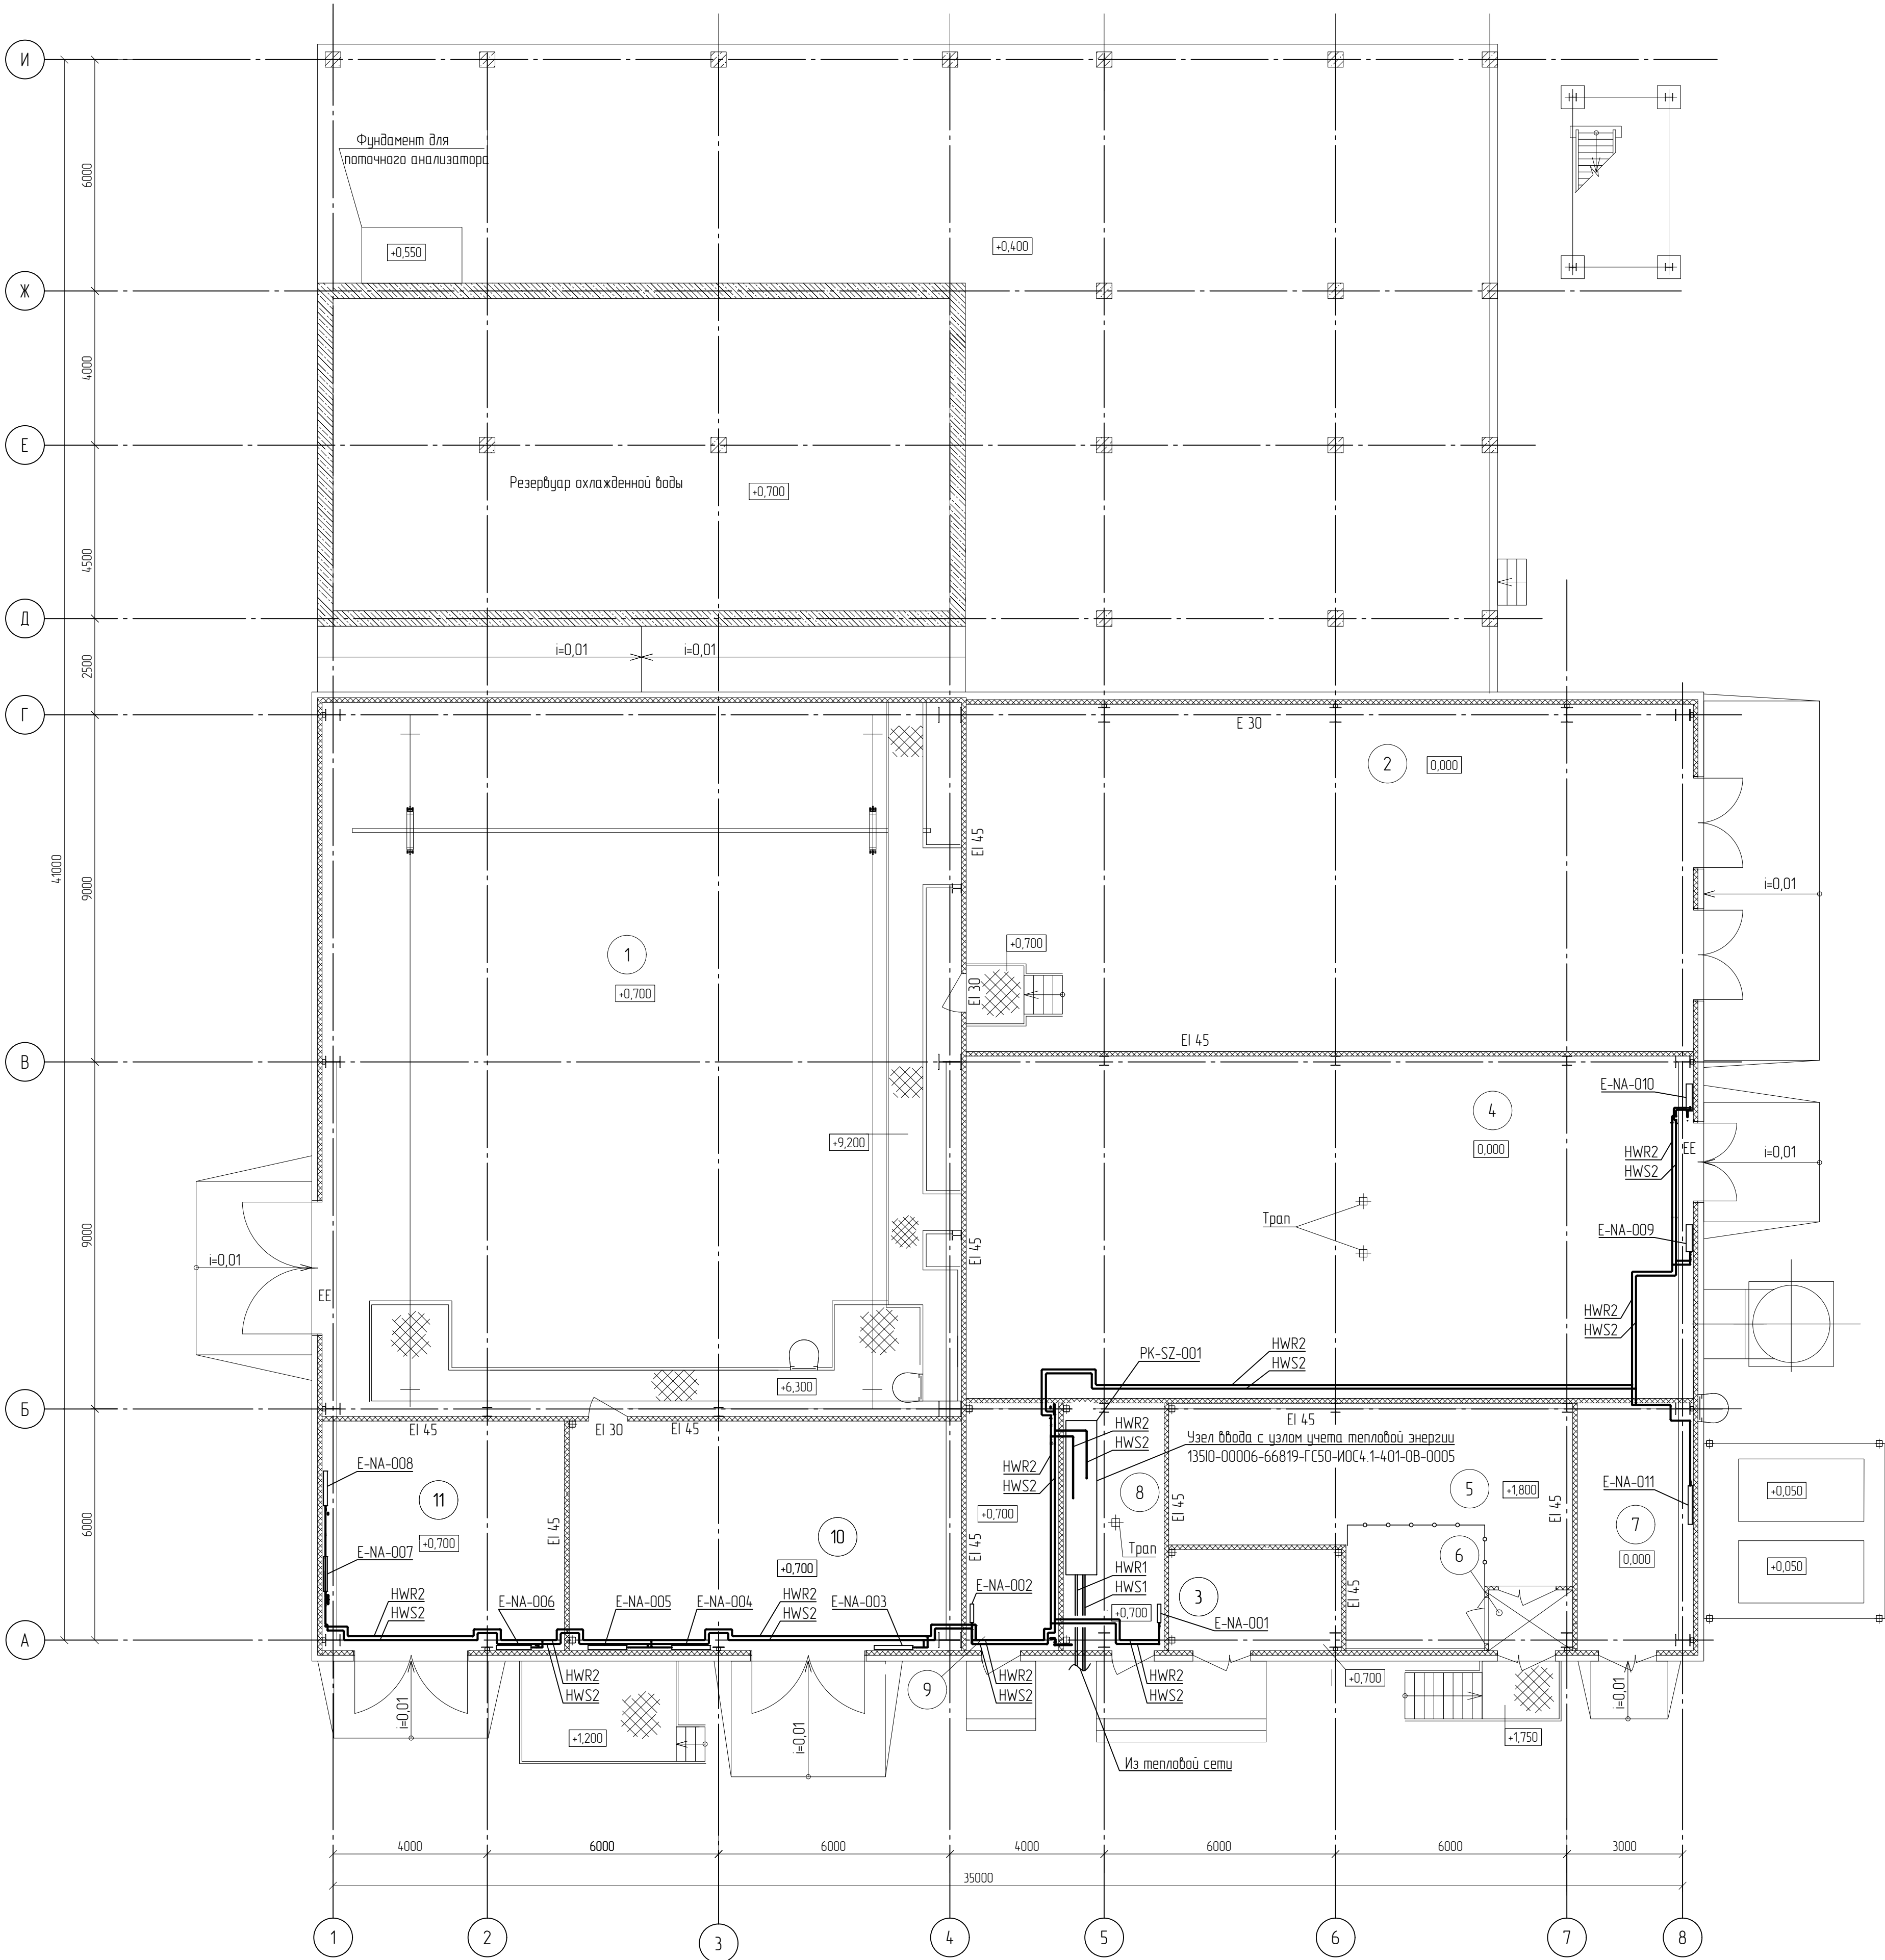 И
Фундамент для
поточного анализатора
6000
+0,550
+0,400
Ж
4000
Е
Резервуар охлажденной воды
+0,700
4500
Д
i=0,01
i=0,01
2500
Г
E 30
2
0,000
EI 45
41000
9000
i=0,01
1
+0,700
+0,700
EI 30
EI 45
В
E-NA-010
4
+9,200
0,000
HWR2
HWS2
EE
i=0,01
Трап
E-NA-009
9000
EI 45
i=0,01
EE
HWR2
HWS2
PK-SZ-001
HWR2
HWS2
+6,300
Б
EI 45
EI 30
EI 45
EI 45
HWR2
HWS2
Узел ввода с узлом учета тепловой энергии
13510-00006-66819-ГС50-ИОС4.1-401-ОВ-0005
E-NA-008
HWR2
HWS2
11
8
5
+1,800
E-NA-011
+0,050
+0,700
EI 45
EI 45
6000
EI 45
10
7
+0,700
EI 45
Трап
6
0,000
E-NA-007
+0,700
+0,050
HWR1
HWS1
E-NA-002
3
EI 45
HWR2
HWS2
E-NA-006
E-NA-005
E-NA-004
HWR2
HWS2
E-NA-003
+0,700
E-NA-001
А
HWR2
HWS2
9
HWR2
HWS2
HWR2
HWS2
+0,700
i=0,01
i=0,01
i=0,01
+1,200
+1,750
Из тепловой сети
4000
6000
6000
4000
6000
6000
3000
35000
1
2
3
4
5
6
7
8